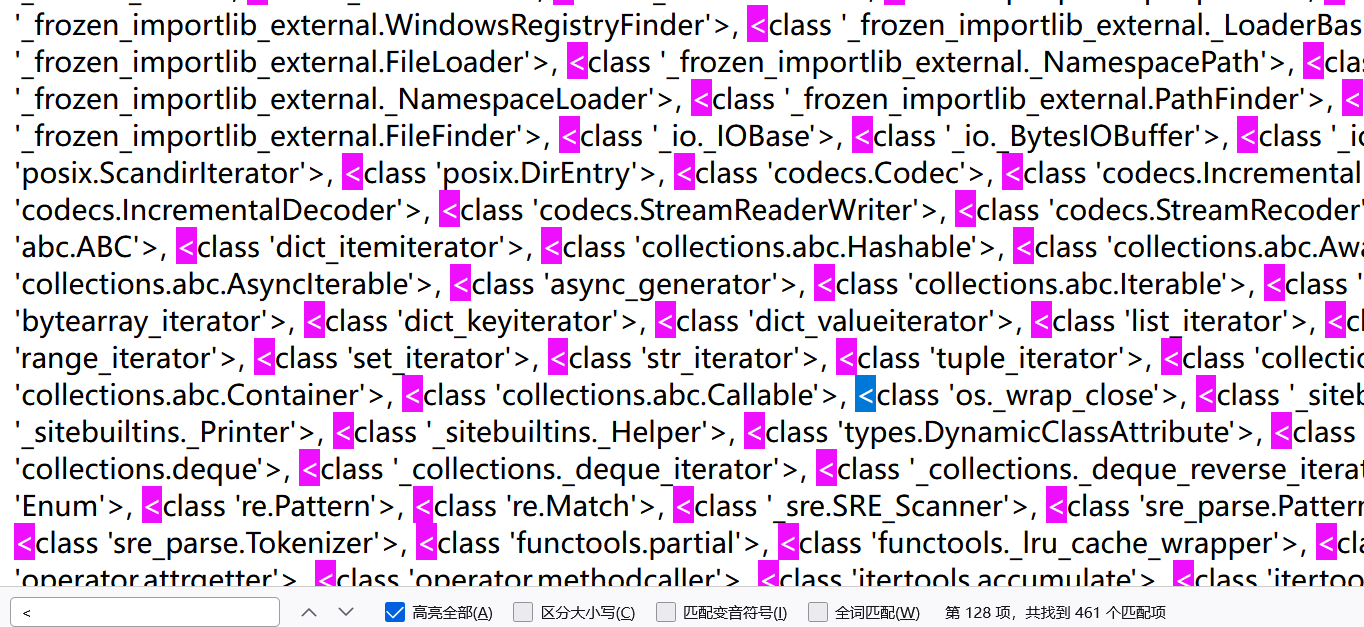 '_frozen_importlib_external.WindowsRegistryFinder'>, <class '_frozen_importlib_external._LoaderBas
'_frozen_importlib_external.FileLoader'>, <class '_frozen_importlib_external._NamespacePath'>, <clas
'_frozen_importlib_external._NamespaceLoader'>, <class '_frozen_importlib_external.PathFinder'>, <
'_frozen_importlib_external.FileFinder'>, <class '_io._IOBase'>, <class '_io._BytesIOBuffer'>, <class '_io
'posix.ScandirIterator'>, <class 'posix.DirEntry'>, <class 'codecs.Codec'>, <class 'codecs.Incremental
'codecs.IncrementalDecoder'>, <class 'codecs.StreamReaderWriter'>, <class 'codecs.StreamRecoder'
'abc.ABC'>, <class 'dict_itemiterator'>, <class 'collections.abc.Hashable'>, <class 'collections.abc.Awa
'collections.abc.AsyncIterable'>, <class 'async_generator'>, <class 'collections.abc.Iterable'>, <class '
'bytearray_iterator'>, <class 'dict_keyiterator'>, <class 'dict_valueiterator'>, <class 'list_iterator'>, <cl
'range_iterator'>, <class 'set_iterator'>, <class 'str_iterator'>, <class 'tuple_iterator'>, <class 'collectio
'collections.abc.Container'>, <class 'collections.abc.Callable'>, <class 'os._wrap_close'>, <class '_siteb
'_sitebuiltins._Printer'>, <class '_sitebuiltins._Helper'>, <class 'types.DynamicClassAttribute'>, <class
'collections.deque'>, <class '_collections._deque_iterator'>, <class '_collections._deque_reverse_iterat
'Enum'>, <class 're.Pattern'>, <class 're.Match'>, <class '_sre.SRE_Scanner'>, <class 'sre_parse.Pattern
<class 'sre_parse.Tokenizer'>, <class 'functools.partial'>, <class 'functools._lru_cache_wrapper'>, <cla
'operator.attrgetter'>, <class 'operator.methodcaller'>, <class 'itertools.accumulate'>, <class 'itertoo
< 高亮全部(A) 区分大小写(C) 匹配变音符号(I) 全词匹配(W) 第 128 项，共找到 461 个匹配项